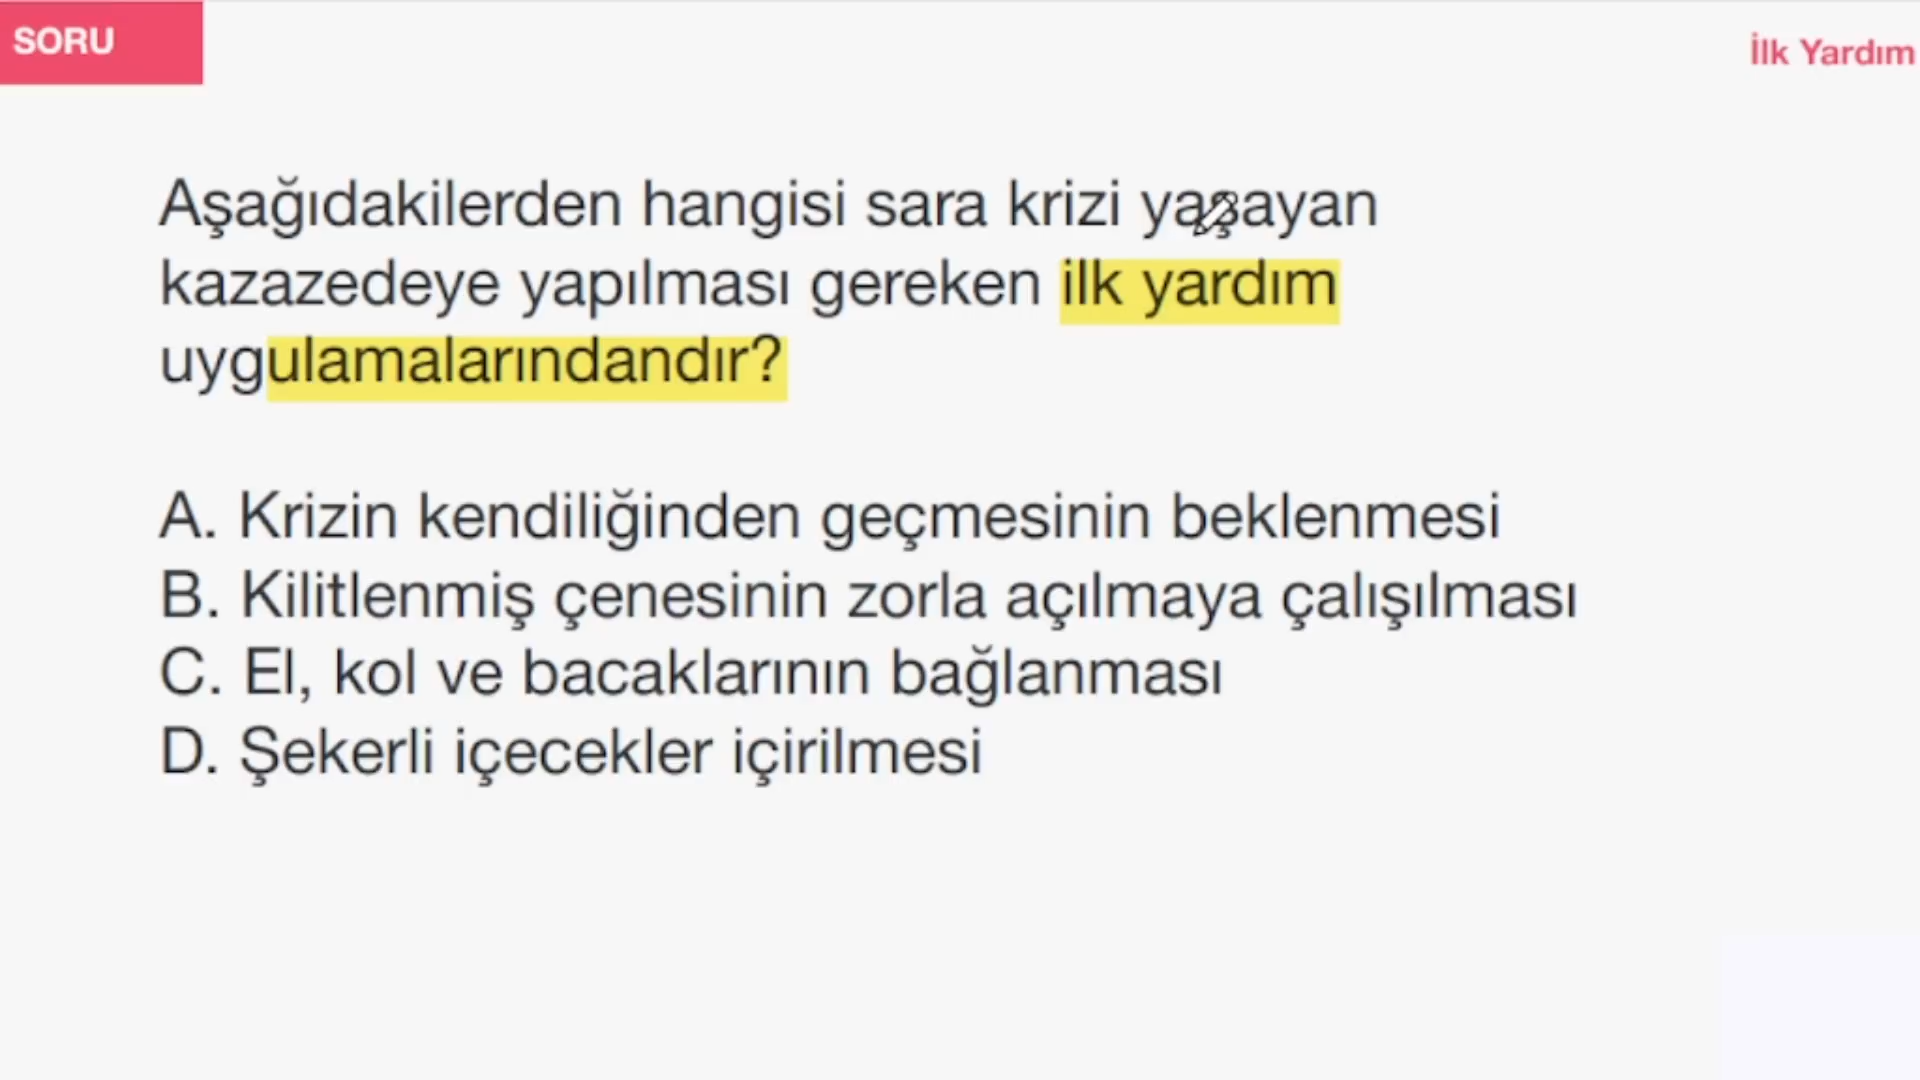 SORU
İlk Yardım
Aşağıdakilerden hangisi sara krizi yaşayan
kazazedeye yapılması gereken ilk yardım
uygulamalarındandır?
A. Krizin kendiliğinden geçmesinin beklenmesi
B. Kilitlenmiş çenesinin zorla açılmaya çalışılması
C. El, kol ve bacaklarının bağlanması
D. Şekerli içecekler içirilmesi